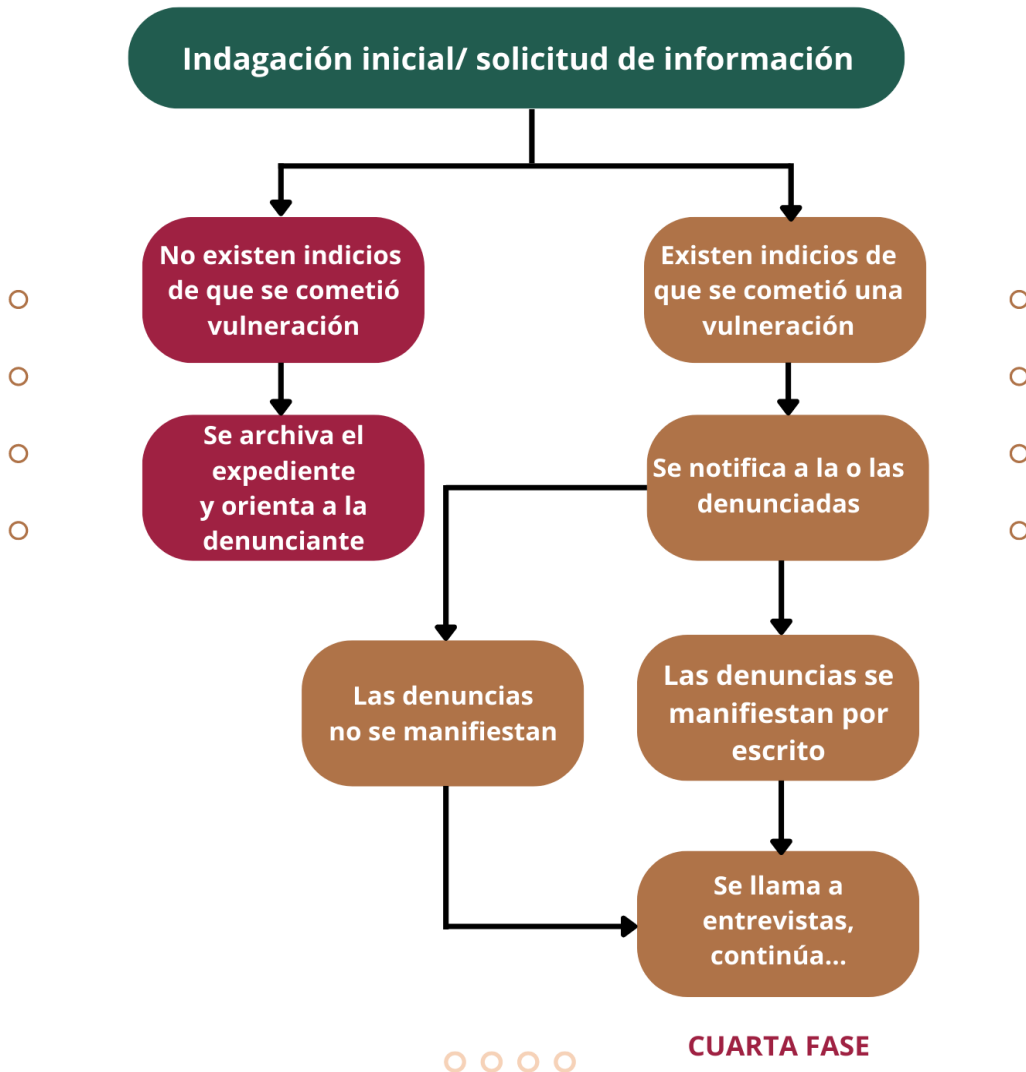 Indagación inicial/ solicitud de información
No existen indicios
de que se cometió
vulneración
Existen indicios de
que se cometió una
vulneración
Se archiva el
expediente
y orienta a la
denunciante
Se notifica a la o las
denunciadas
Las denuncias
no se manifiestan
Las denuncias se
manifiestan por
escrito
Se llama a
entrevistas,
continúa...
CUARTA FASE